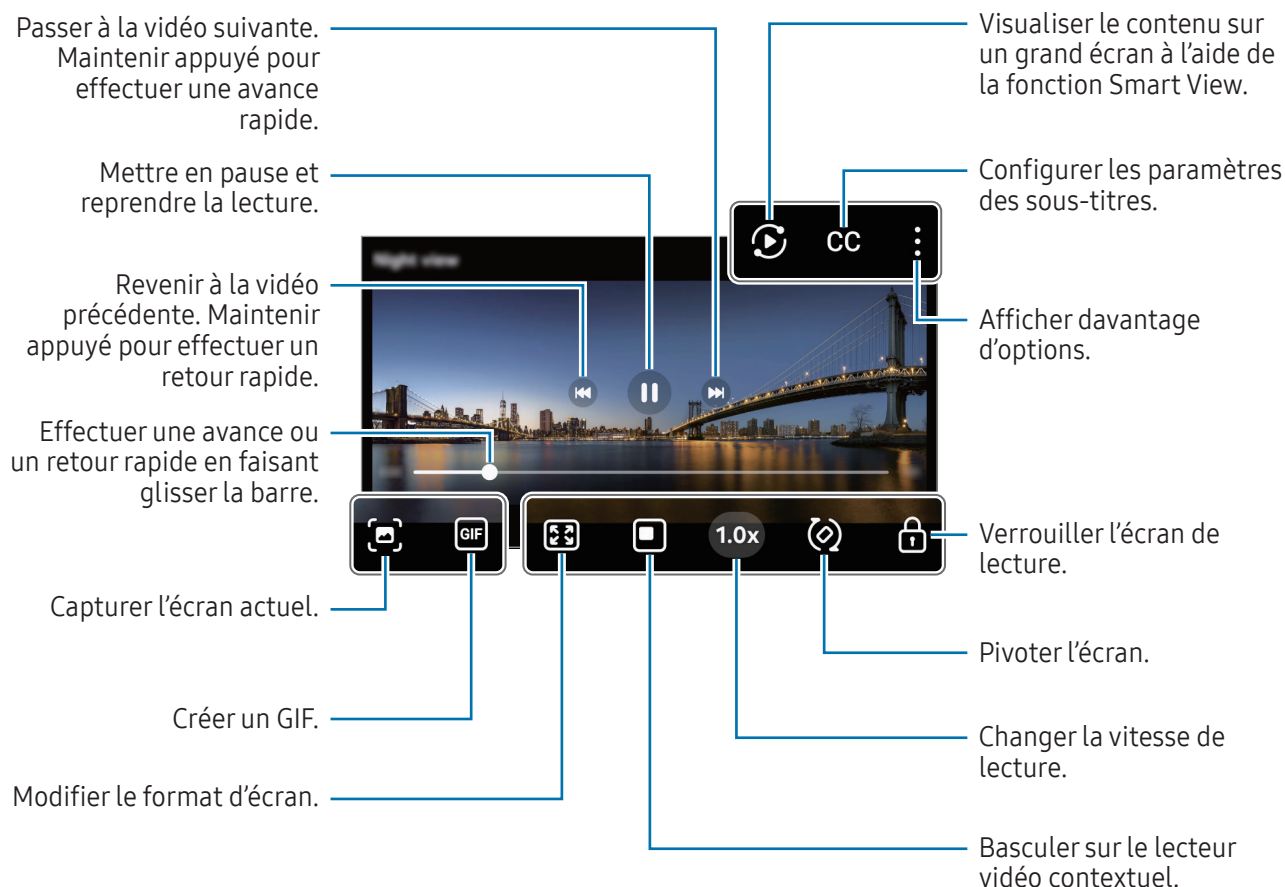 Passer à la vidéo suivante.
Maintenir appuyé pour
effectuer une avance
rapide.
Mettre en pause et
reprendre la lecture.
Revenir à la vidéo
précédente. Maintenir
appuyé pour effectuer un
retour rapide.
Effectuer une avance ou
un retour rapide en faisant
glisser la barre.
Capturer l’écran actuel.
Créer un GIF.
Modifier le format d’écran.
Night view
CC
GIF
1.0x
Visualiser le contenu sur
un grand écran à l’aide de
la fonction Smart View.
Configurer les paramètres
des sous-titres.
Afficher davantage
d’options.
Verrouiller l’écran de
lecture.
Pivoter l’écran.
Changer la vitesse de
lecture.
Basculer sur le lecteur
vidéo contextuel.